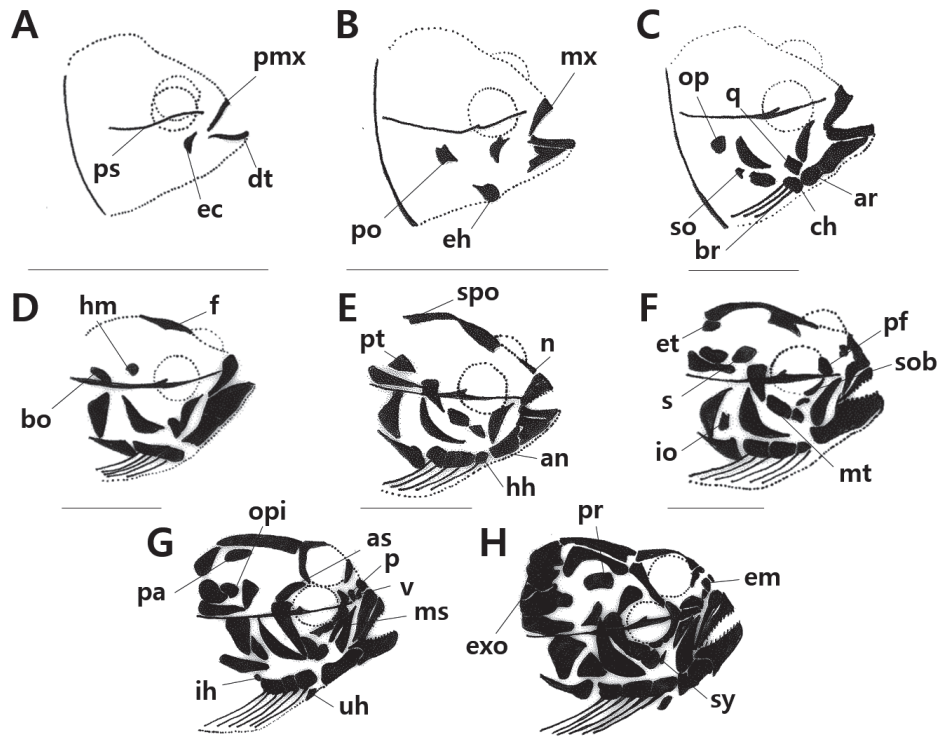 A
pmx
ps
ec
dt
B
mx
po
eh
C
op
q
so
br
ch
ar
D
hm
f
bo
E
spo
pt
n
an
hh
F
et
pf
sob
s
io
mt
G
opi
as
p
pa
v
ms
ih
uh
H
pr
em
exo
sy